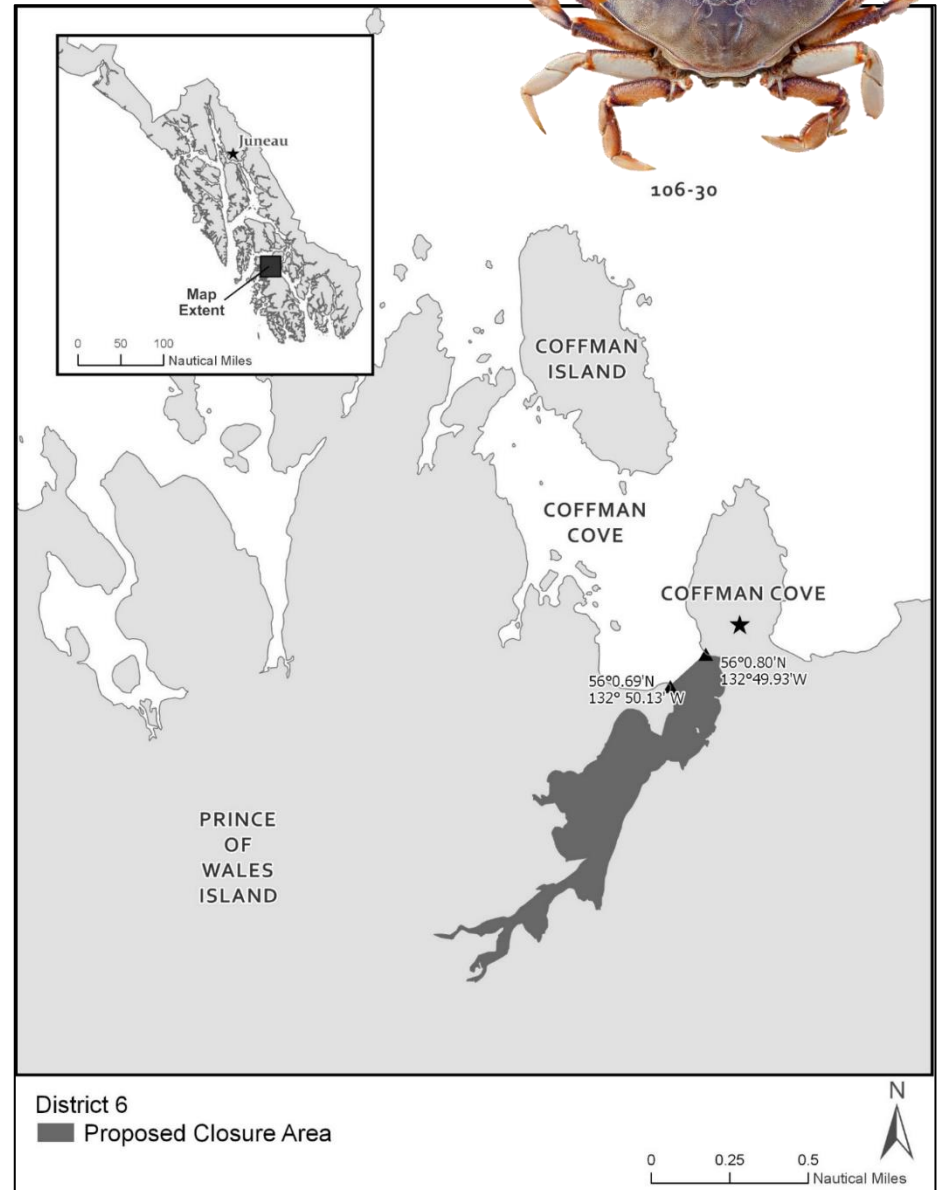 Juneau
Map
Extent
0 50 100
Nautical Miles
106-30
COFFMAN
ISLAND
COFFMAN
COVE
COFFMAN COVE
56°0.80'N
132°49.93'W
56°0.69'N
132° 50.13' W
PRINCE
OF
WALES
ISLAND
District 6
Proposed Closure Area
N
0 0.25 0.5
Nautical Miles